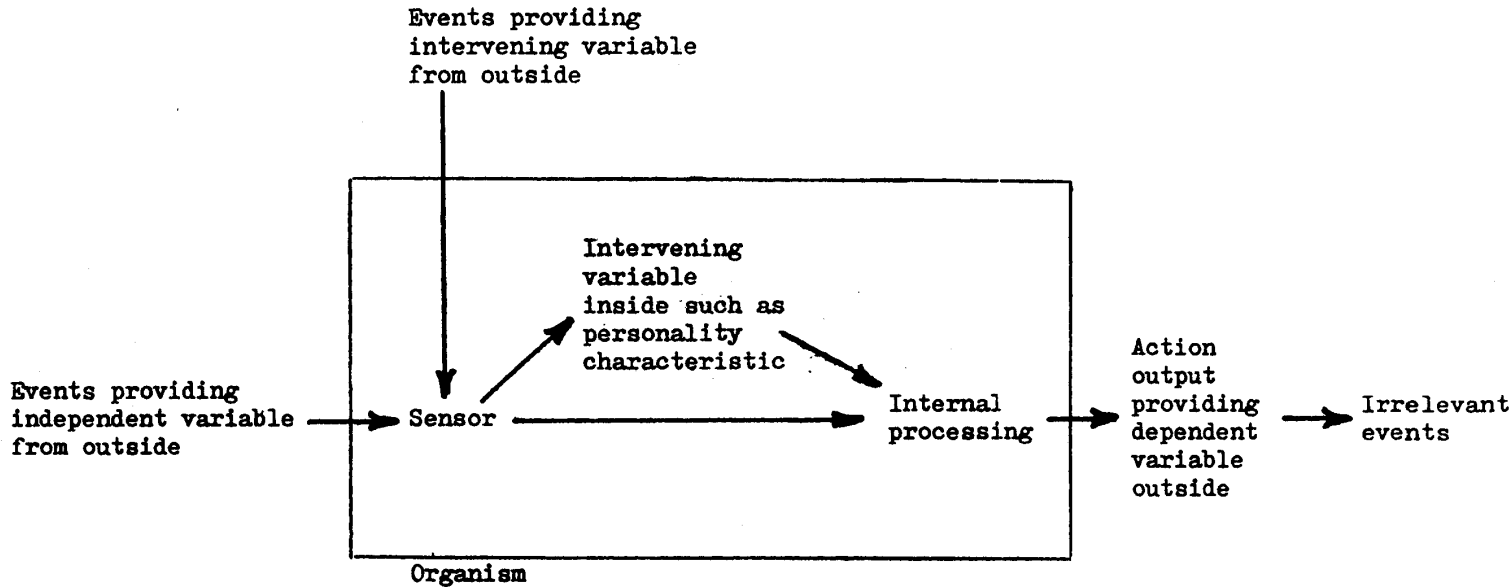 Events providing
intervening variable
from outside
Intervening
variable
inside such as
personality
characteristic
Events providing
independent variable
from outside
Sensor
Internal
processing
Action
output
providing
dependent
variable
outside
Irrelevant
events
Organism